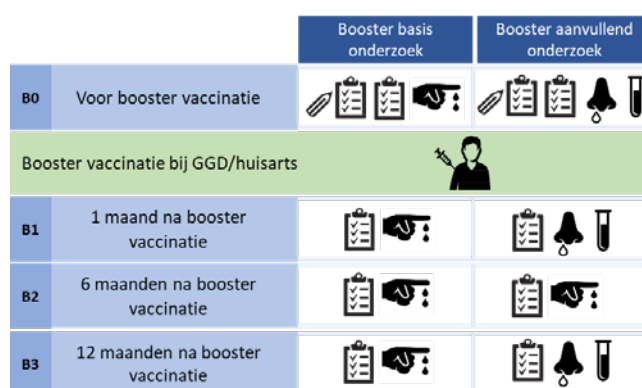 Booster basis
onderzoek
Booster aanvullend
onderzoek
B0
Voor booster vaccinatie
Booster vaccinatie bij GGD/huisarts
B1
1 maand na booster
vaccinatie
B2
6 maanden na booster
vaccinatie
B3
12 maanden na booster
vaccinatie